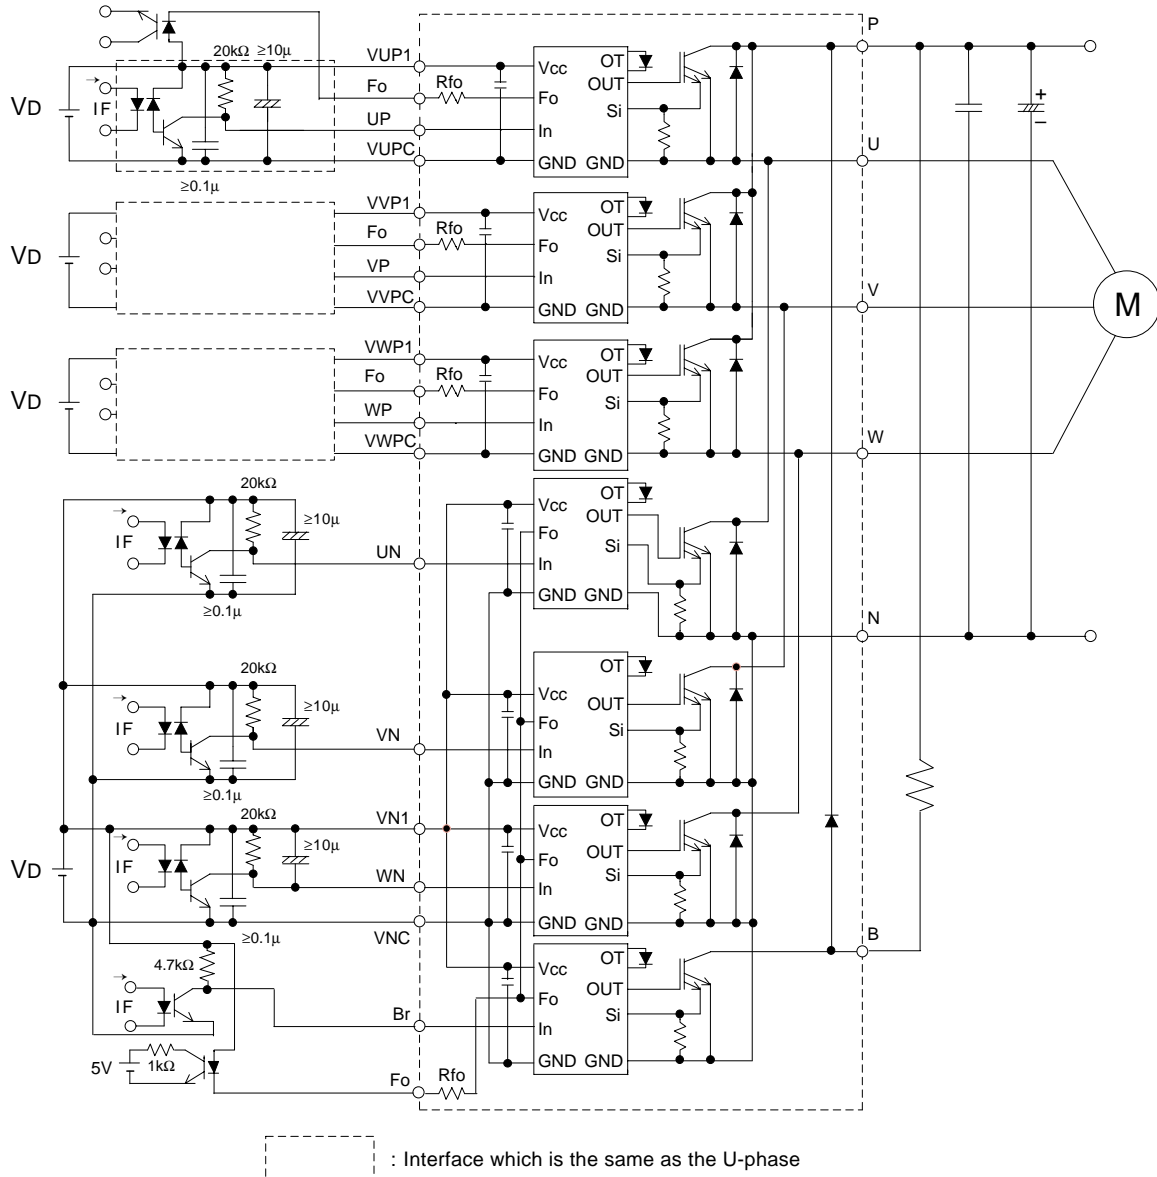 P
20kΩ ≥10µ
VUP1
Vcc
OT
OUT
Fo
Rfo
Fo
Si
VD
IF
UP
In
VUPC
GND GND
U
≥0.1µ
+
–
VVP1
Vcc
OT
OUT
Fo
Rfo
Fo
Si
VD
VP
In
VVPC
GND GND
V
M
VWP1
Vcc
OT
OUT
Fo
Rfo
Fo
Si
VD
WP
In
VWPC
GND GND
W
20kΩ
≥10µ
IF
UN
Vcc
OT
OUT
Fo
Si
In
GND GND
≥0.1µ
N
20kΩ
≥10µ
IF
VN
Vcc
OT
OUT
Fo
Si
In
GND GND
≥0.1µ
20kΩ
≥10µ
VD
IF
VN1
Vcc
OT
OUT
Fo
Si
WN
In
VNC
GND GND
≥0.1µ
B
4.7kΩ
IF
Br
Vcc
OT
OUT
Fo
Si
In
GND GND
5V
1kΩ
Fo
Rfo
: Interface which is the same as the U-phase